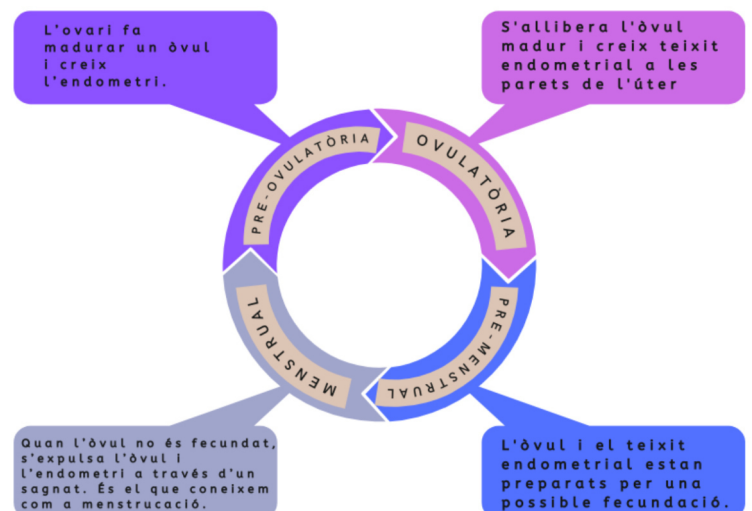 L'ovari fa
madurar un òvul
i creix
l'endometri.
S'allibera l'òvul
madur i creix teixit
endometrial a les
parets de l'úter
PRE-OVULATÒRIA
OVULATÒRIA
MENSTRUAL
PRE-MENSTRUAL
Quan l'òvul no és fecundat,
s'expulsa l'òvul i
l'endometri a través d'un
sagnat. És el que coneixem
com a menstrucació.
L'òvul i el teixit
endometrial estan
preparats per una
possible fecundació.